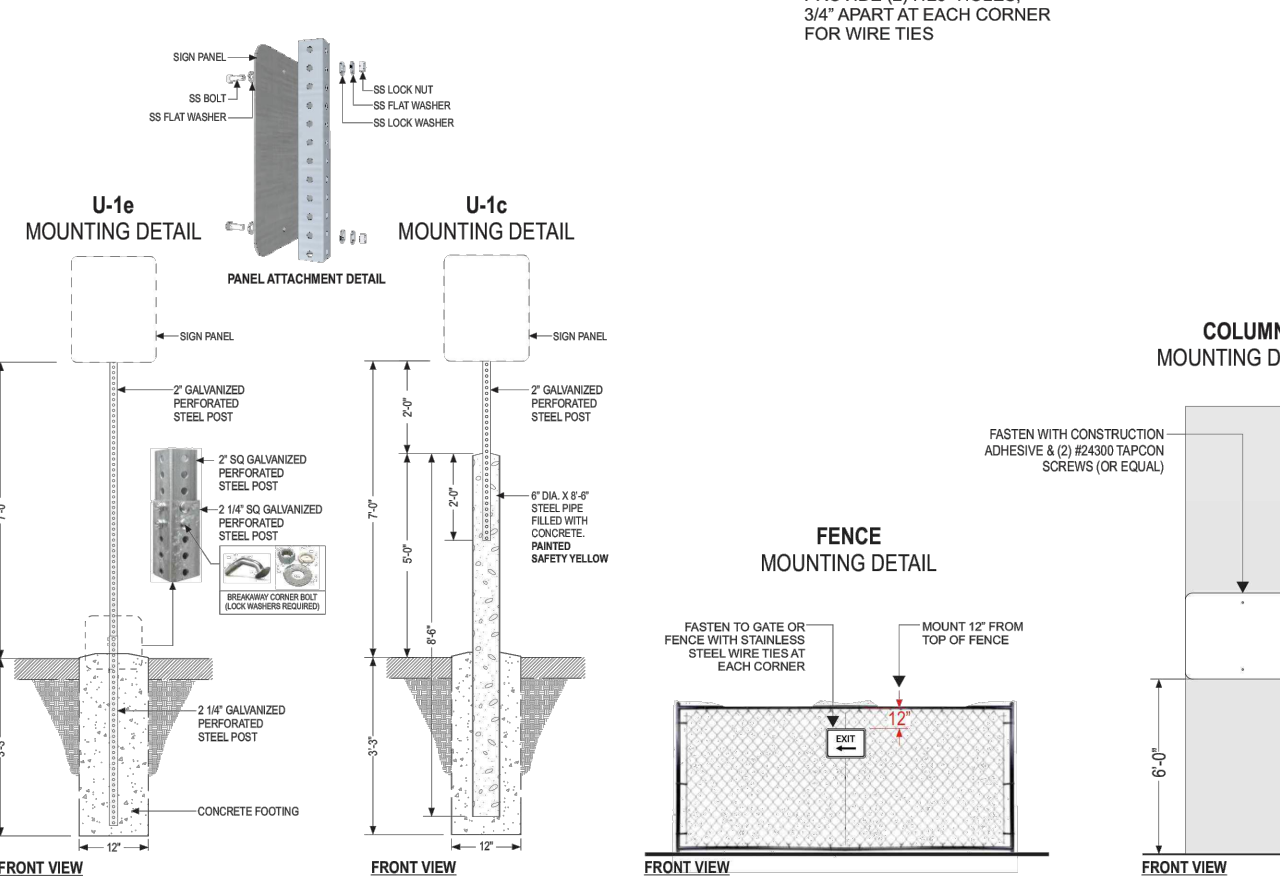 3/4” APART AT EACH CORNER
FOR WIRE TIES
SIGN PANEL
SS BOLT
SS FLAT WASHER
SS LOCK NUT
SS FLAT WASHER
SS LOCK WASHER
PANEL ATTACHMENT DETAIL
U-1e
MOUNTING DETAIL
SIGN PANEL
2” GALVANIZED
PERFORATED
STEEL POST
2” SQ GALVANIZED
PERFORATED
STEEL POST
2 1/4” SQ GALVANIZED
PERFORATED
STEEL POST
BREAKAWAY CORNER BOLT
(LOCK WASHERS REQUIRED)
2 1/4” GALVANIZED
PERFORATED
STEEL POST
CONCRETE FOOTING
12”
FRONT VIEW
U-1c
MOUNTING DETAIL
SIGN PANEL
2” GALVANIZED
PERFORATED
STEEL POST
2’-0”
7’-0”
5’-0”
2’-0”
8’-6”
3’-3”
6” DIA. X 8’-6”
STEEL PIPE
FILLED WITH
CONCRETE.
PAINTED
SAFETY YELLOW
12”
FRONT VIEW
FENCE
MOUNTING DETAIL
FASTEN TO GATE OR
FENCE WITH STAINLESS
STEEL WIRE TIES AT
EACH CORNER
MOUNT 12” FROM
TOP OF FENCE
12”
EXIT
FRONT VIEW
COLUMN
MOUNTING D
FASTEN WITH CONSTRUCTION
ADHESIVE & (2) #24300 TAPCON
SCREWS (OR EQUAL)
6’-0”
FRONT VIEW